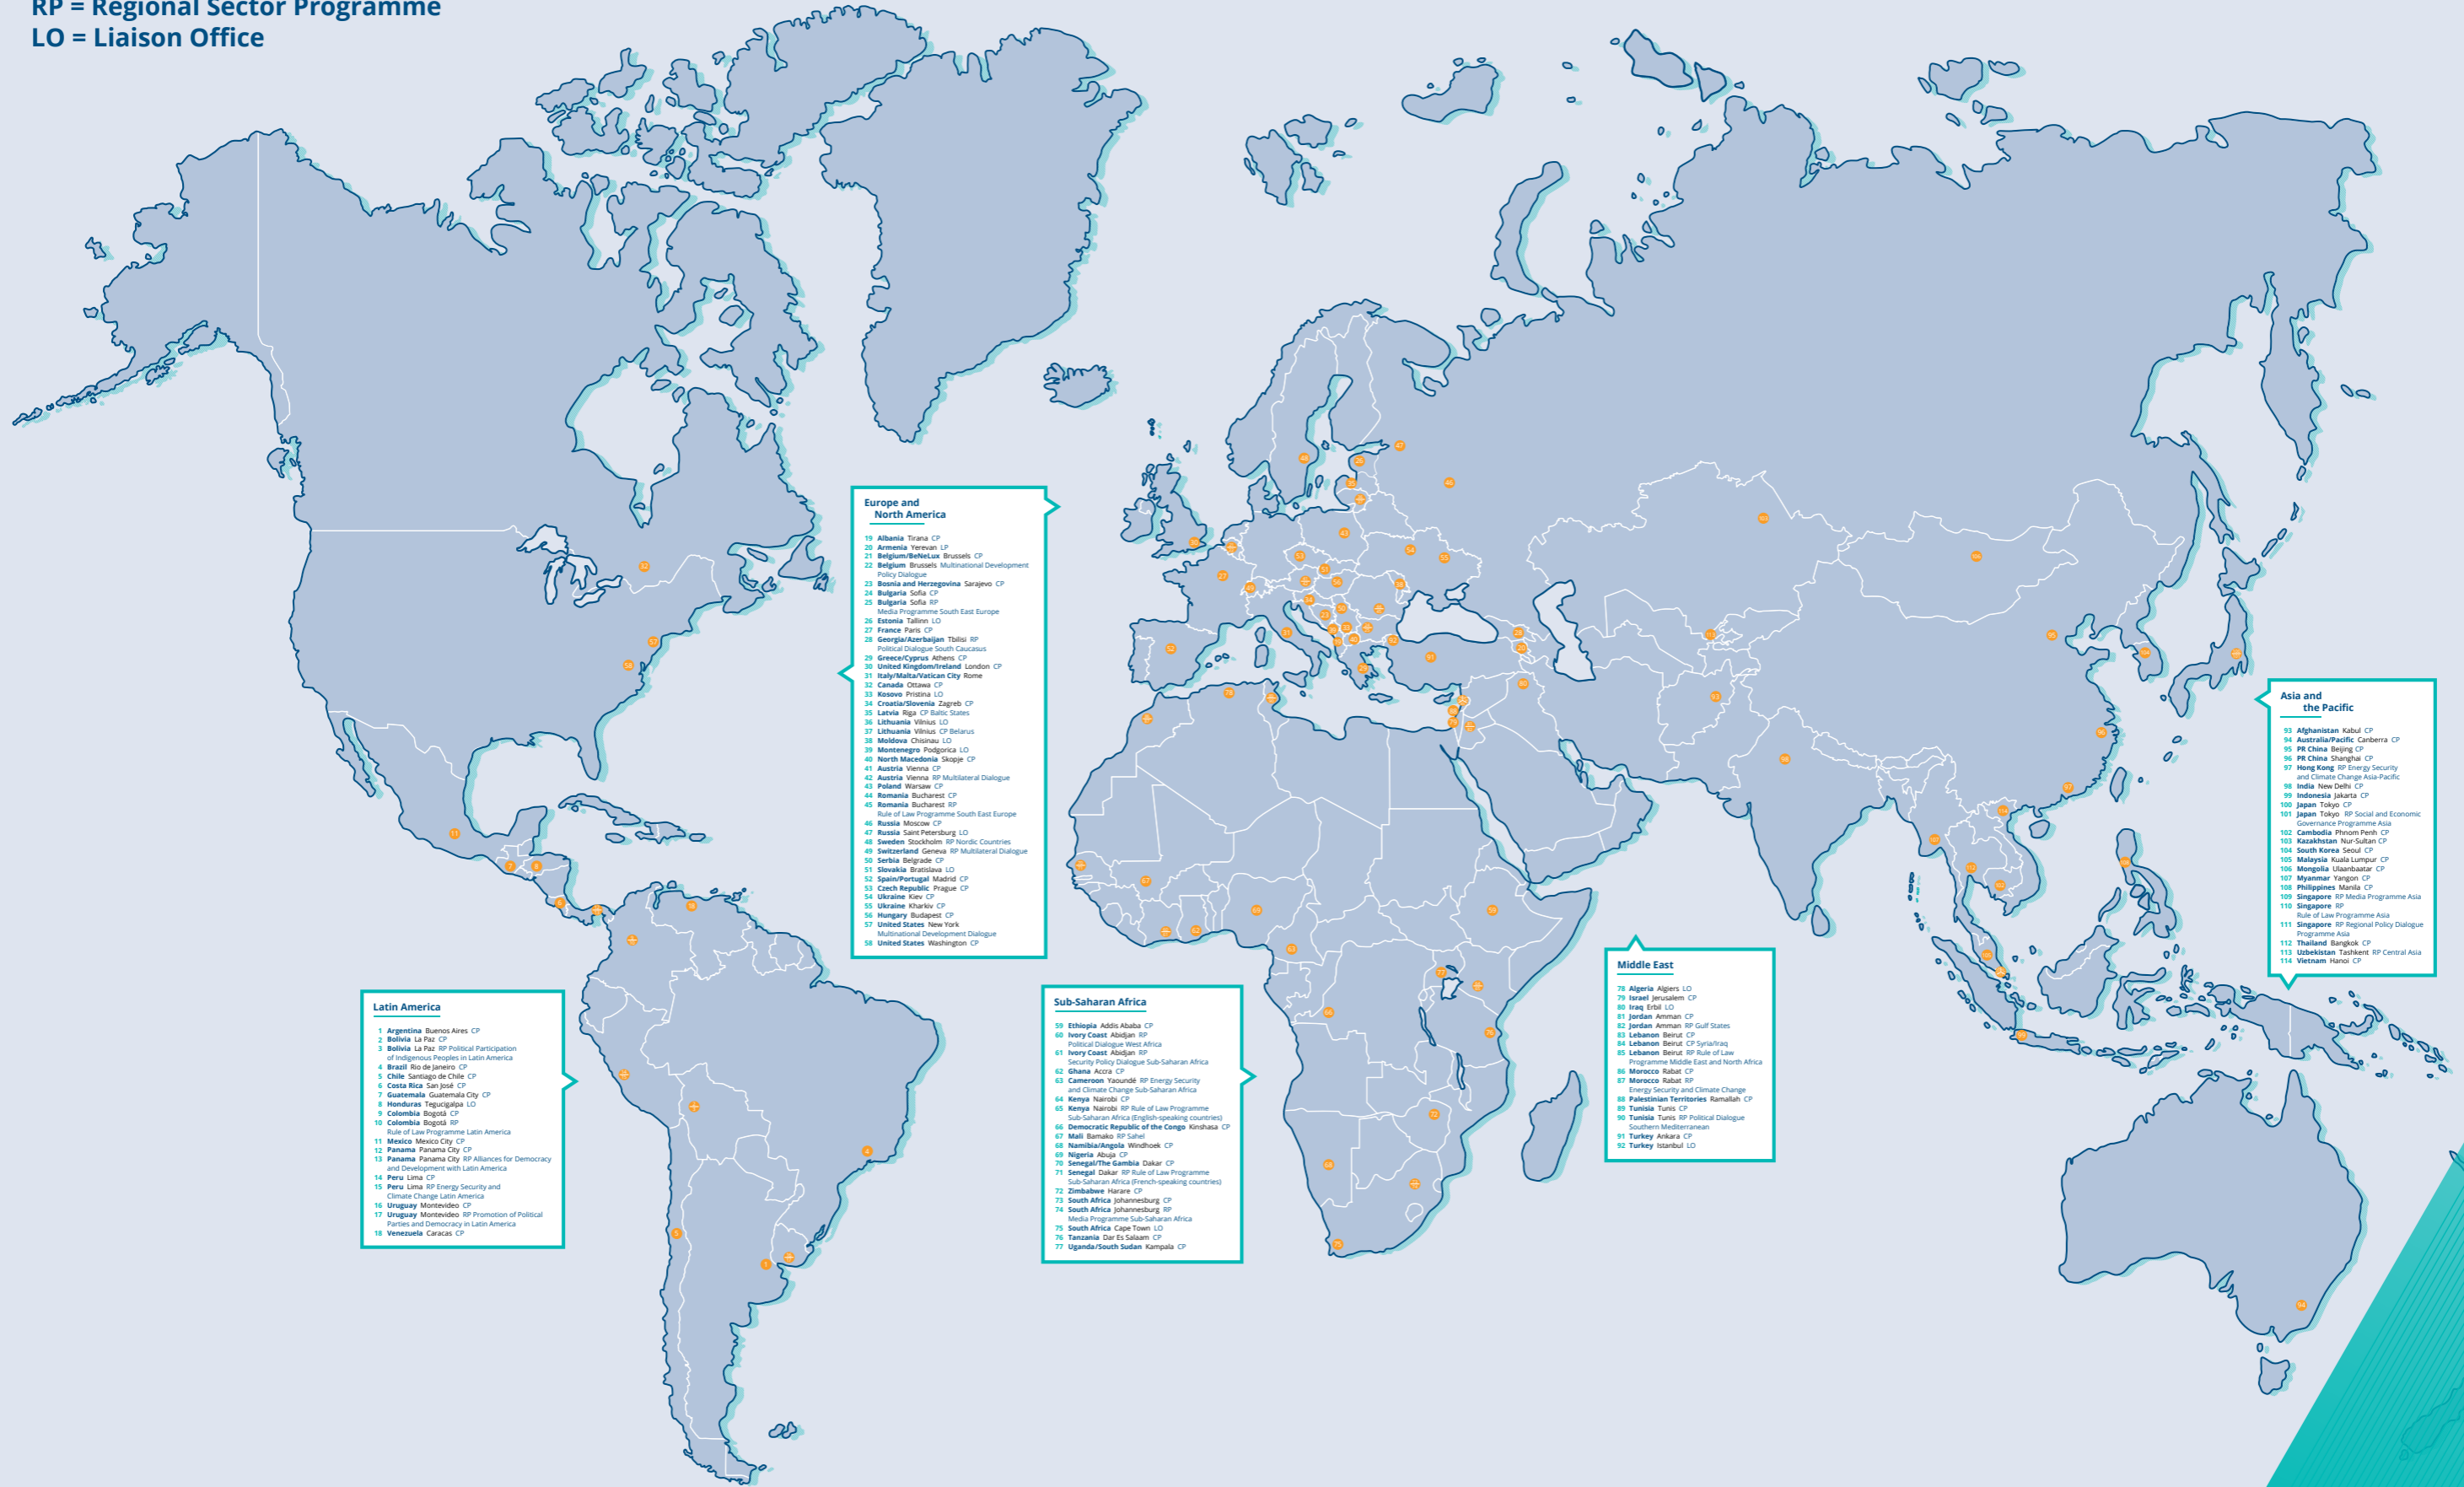 RP = Regional Sector Programme
LO = Liaison Office
Europe and
North America
19 Albania Tirana CP
20 Armenia Yerevan LP
21 Belgium/BeNeLux Brussels CP
22 Belgium Brussels Multinational Development
Policy Dialogue
23 Bosnia and Herzegovina Sarajevo CP
24 Bulgaria Sofia CP
25 Bulgaria Sofia RP
Media Programme South East Europe
26 Estonia Tallinn LO
27 France Paris CP
28 Georgia/Azerbaijan Tbilisi RP
Political Dialogue South Caucasus
29 Greece/Cyprus Athens CP
30 United Kingdom/Ireland London CP
31 Italy/Malta/Vatican City Rome
32 Canada Ottawa CP
33 Kosovo Pristina LO
34 Croatia/Slovenia Zagreb CP
35 Latvia Riga CP Baltic States
36 Lithuania Vilnius LO
37 Lithuania Vilnius CP Belarus
38 Moldova Chisinau LO
39 Montenegro Podgorica LO
40 North Macedonia Skopje CP
41 Austria Vienna CP
42 Austria Vienna RP Multilateral Dialogue
43 Poland Warsaw CP
44 Romania Bucharest CP
45 Romania Bucharest RP
Rule of Law Programme South East Europe
46 Russia Moscow CP
47 Russia Saint Petersburg LO
48 Sweden Stockholm RP Nordic Countries
49 Switzerland Geneva RP Multilateral Dialogue
50 Serbia Belgrade CP
51 Slovakia Bratislava LO
52 Spain/Portugal Madrid CP
53 Czech Republic Prague CP
54 Ukraine Kiev CP
55 Ukraine Kharkiv CP
56 Hungary Budapest CP
57 United States New York
Multinational Development Dialogue
58 United States Washington CP
Asia and
the Pacific
93 Afghanistan Kabul CP
94 Australia/Pacific Canberra CP
95 PR China Beijing CP
96 PR China Shanghai CP
97 Hong Kong RP Energy Security
and Climate Change Asia-Pacific
98 India New Delhi CP
99 Indonesia Jakarta CP
100 Japan Tokyo CP
101 Japan Tokyo RP Social and Economic
Governance Programme Asia
102 Cambodia Phnom Penh CP
103 Kazakhstan Nur-Sultan CP
104 South Korea Seoul CP
105 Malaysia Kuala Lumpur CP
106 Mongolia Ulaanbaatar CP
107 Myanmar Yangon CP
108 Philippines Manila CP
109 Singapore RP Media Programme Asia
110 Singapore RP
Rule of Law Programme Asia
111 Singapore RP Regional Policy Dialogue
Programme Asia
112 Thailand Bangkok CP
113 Uzbekistan Tashkent RP Central Asia
114 Vietnam Hanoi CP
Latin America
1 Argentina Buenos Aires CP
2 Bolivia La Paz CP
3 Bolivia La Paz RP Political Participation
of Indigenous Peoples in Latin America
4 Brazil Rio de Janeiro CP
5 Chile Santiago de Chile CP
6 Costa Rica San José CP
7 Guatemala Guatemala City CP
8 Honduras Tegucigalpa LO
9 Colombia Bogotá CP
10 Colombia Bogotá RP
Rule of Law Programme Latin America
11 Mexico Mexico City CP
12 Panama Panama City CP
13 Panama Panama City RP Alliances for Democracy
and Development with Latin America
14 Peru Lima CP
15 Peru Lima RP Energy Security and
Climate Change Latin America
16 Uruguay Montevideo CP
17 Uruguay Montevideo RP Promotion of Political
Parties and Democracy in Latin America
18 Venezuela Caracas CP
Sub-Saharan Africa
59 Ethiopia Addis Ababa CP
60 Ivory Coast Abidjan RP
Political Dialogue West Africa
61 Ivory Coast Abidjan RP
Security Policy Dialogue Sub-Saharan Africa
62 Ghana Accra CP
63 Cameroon Yaoundé RP Energy Security
and Climate Change Sub-Saharan Africa
64 Kenya Nairobi CP
65 Kenya Nairobi RP Rule of Law Programme
Sub-Saharan Africa (English-speaking countries)
66 Democratic Republic of the Congo Kinshasa CP
67 Mali Bamako RP Sahel
68 Namibia/Angola Windhoek CP
69 Nigeria Abuja CP
70 Senegal/The Gambia Dakar CP
71 Senegal Dakar RP Rule of Law Programme
Sub-Saharan Africa (French-speaking countries)
72 Zimbabwe Harare CP
73 South Africa Johannesburg CP
74 South Africa Johannesburg RP
Media Programme Sub-Saharan Africa
75 South Africa Cape Town LO
76 Tanzania Dar Es Salaam CP
77 Uganda/South Sudan Kampala CP
Middle East
78 Algeria Algiers LO
79 Israel Jerusalem CP
80 Iraq Erbil LO
81 Jordan Amman CP
82 Jordan Amman RP Gulf States
83 Lebanon Beirut CP
84 Lebanon Beirut CP Syria/Iraq
85 Lebanon Beirut RP Rule of Law
Programme Middle East and North Africa
86 Morocco Rabat CP
87 Morocco Rabat RP
Energy Security and Climate Change
88 Palestinian Territories Ramallah CP
89 Tunisia Tunis CP
90 Tunisia Tunis RP Political Dialogue
Southern Mediterranean
91 Turkey Ankara CP
92 Turkey Istanbul LO